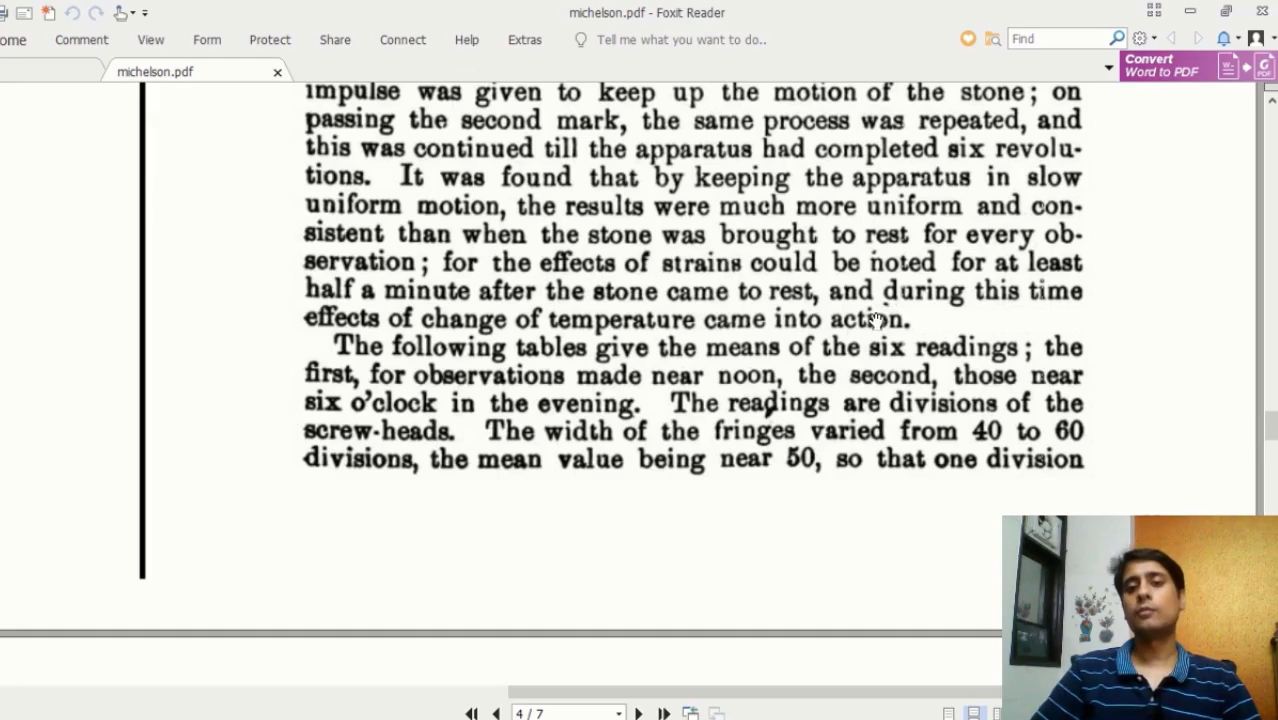 michelson.pdf - Foxit Reader
ome Comment View Form Protect Share Connect Help Extras Tell me what you want to do.. Find
michelson.pdf
Convert
Word to PDF
impulse was given to keep up the motion of the stone; on
passing the second mark, the same process was repeated, and
this was continued till the apparatus had completed six revolu-
tions. It was found that by keeping the apparatus in slow
uniform motion, the results were much more uniform and con-
sistent than when the stone was brought to rest for every ob-
servation; for the effects of strains could be noted for at least
half a minute after the stone came to rest, and during this time
effects of change of temperature came into action.
The following tables give the means of the six readings; the
first, for observations made near noon, the second, those near
six o'clock in the evening. The readings are divisions of the
screw-heads. The width of the fringes varied from 40 to 60
divisions, the mean value being near 50, so that one division
4 / 7